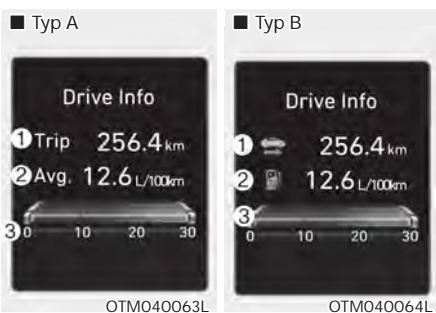 ■ Typ A
Drive Info
① Trip 256.4 km
② Avg. 12.6 L/100km
③
0 10 20 30
OTM040063L
■ Typ B
Drive Info
① 256.4 km
② 12.6 L/100km
③
0 10 20 30
OTM040064L